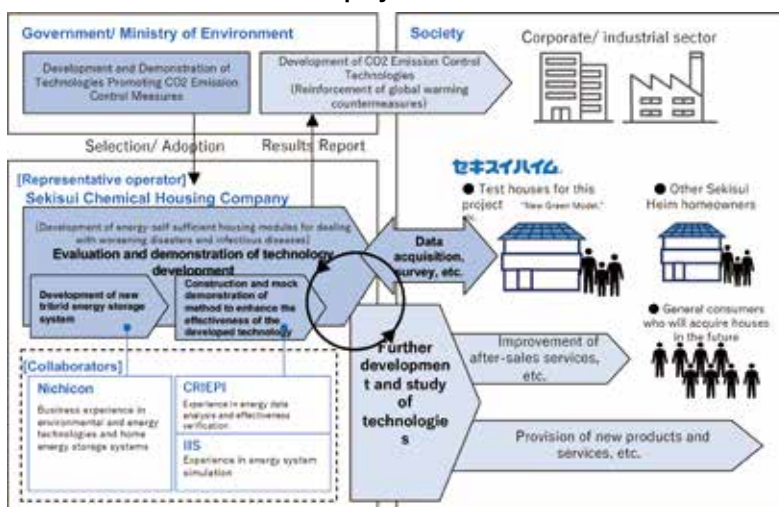 Government/ Ministry of Environment
Development and Demonstration of
Technologies Promoting CO2 Emission
Control Measures
Selection/ Adoption
Results Report
Society
Development of CO2 Emission Control
Technologies
(Reinforcement of global warming
countermeasures)
Corporate/ industrial sector
[Representative operator]
Sekisui Chemical Housing Company
(Development of energy-self sufficient housing modules for dealing
with worsening disasters and infectious diseases)
Evaluation and demonstration of technology
development
Development of new
tribrid energy storage
system
Construction and mock
demonstration of
method to enhance the
effectiveness of the
developed technology
[Collaborators]
Nichicon
Business experience in
environmental and energy
technologies and home
energy storage systems
CRIEPI
Experience in energy data
analysis and effectiveness
verification
IIS
Experience in energy system
simulation
Data
acquisition,
survey, etc.
セキスイハイム
● Test houses for this
project "New Green Model,"
etc.
● Other Sekisui
Heim homeowners
● General consumers
who will acquire houses
in the future
Further
developmen
t and study
of
technologie
s
Improvement of
after-sales services,
etc.
Provision of new products and
services, etc.